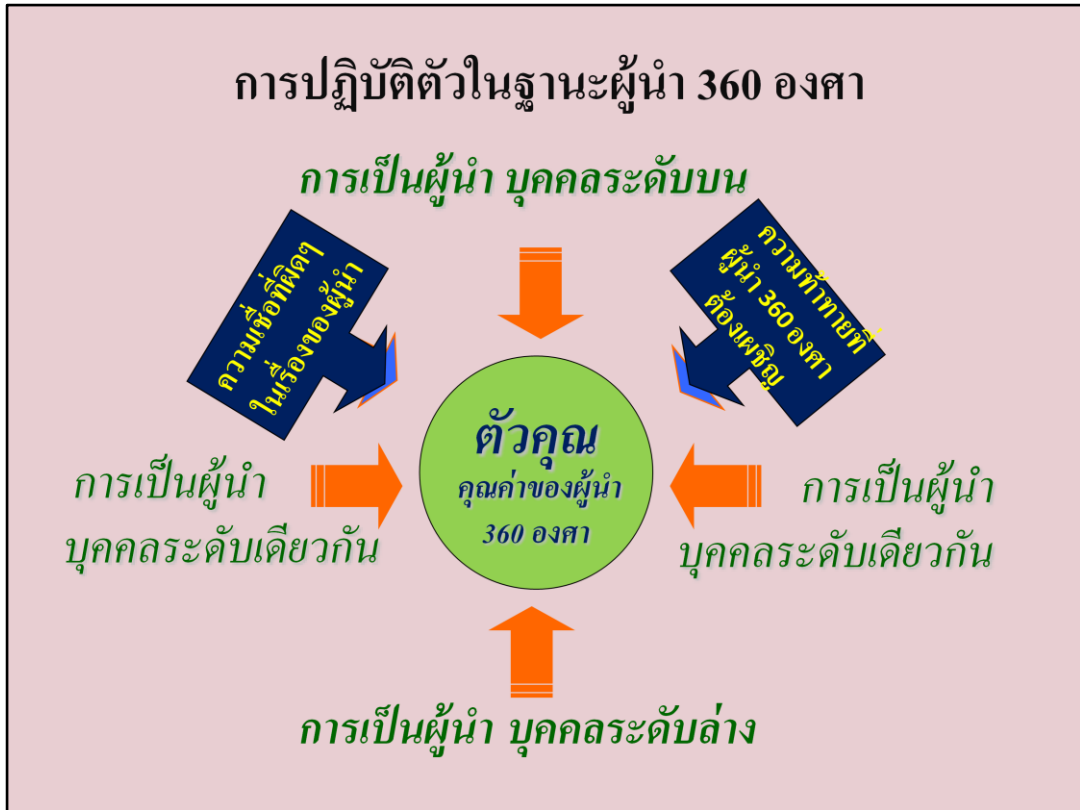 การปฏิบัติตัวในฐานะผู้นำ 360 องศา
การเป็นผู้นำ บุคคลระดับบน
ความเชื่อที่ผิดๆ
ในเรื่องของผู้นำ
ความท้าทายที่
ผู้นำ 360 องศา
ต้องเผชิญ
ตัวคุณ
คุณค่าของผู้นำ
360 องศา
การเป็นผู้นำ
บุคคลระดับเดียวกัน
การเป็นผู้นำ
บุคคลระดับเดียวกัน
การเป็นผู้นำ บุคคลระดับล่าง